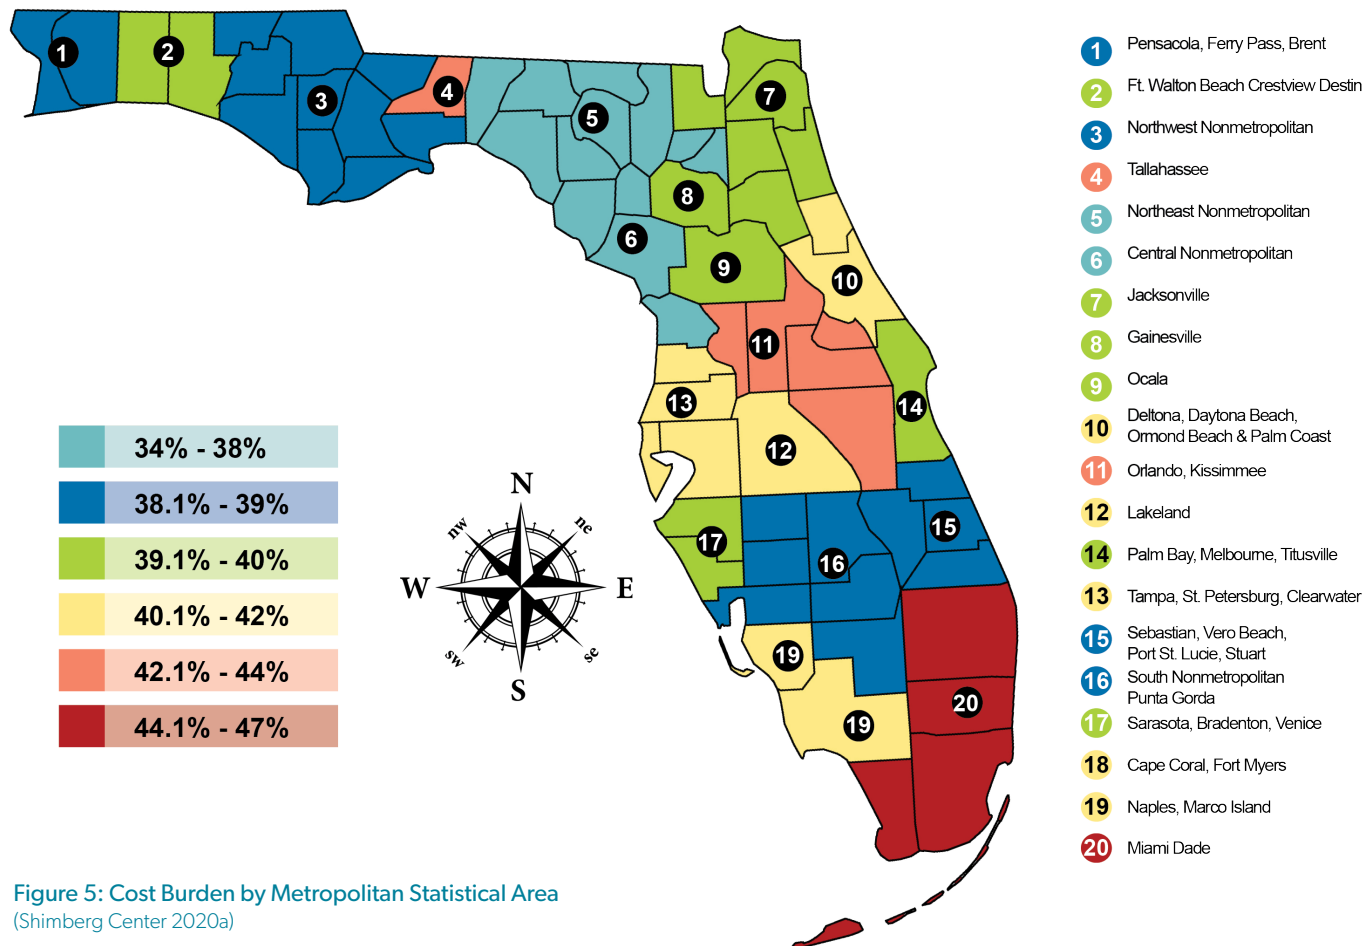 1
2
3
4
5
6
7
8
9
10
11
12
13
14
15
16
17
19
19
20
34% - 38%
38.1% - 39%
39.1% - 40%
40.1% - 42%
42.1% - 44%
44.1% - 47%
N
nw
ne
W
E
sw
se
S
1 Pensacola, Ferry Pass, Brent
2 Ft. Walton Beach Crestview Destin
3 Northwest Nonmetropolitan
4 Tallahassee
5 Northeast Nonmetropolitan
6 Central Nonmetropolitan
7 Jacksonville
8 Gainesville
9 Ocala
10 Deltona, Daytona Beach,
Ormond Beach & Palm Coast
11 Orlando, Kissimmee
12 Lakeland
14 Palm Bay, Melbourne, Titusville
13 Tampa, St. Petersburg, Clearwater
15 Sebastian, Vero Beach,
Port St. Lucie, Stuart
16 South Nonmetropolitan
Punta Gorda
17 Sarasota, Bradenton, Venice
18 Cape Coral, Fort Myers
19 Naples, Marco Island
20 Miami Dade
Figure 5: Cost Burden by Metropolitan Statistical Area
(Shimberg Center 2020a)